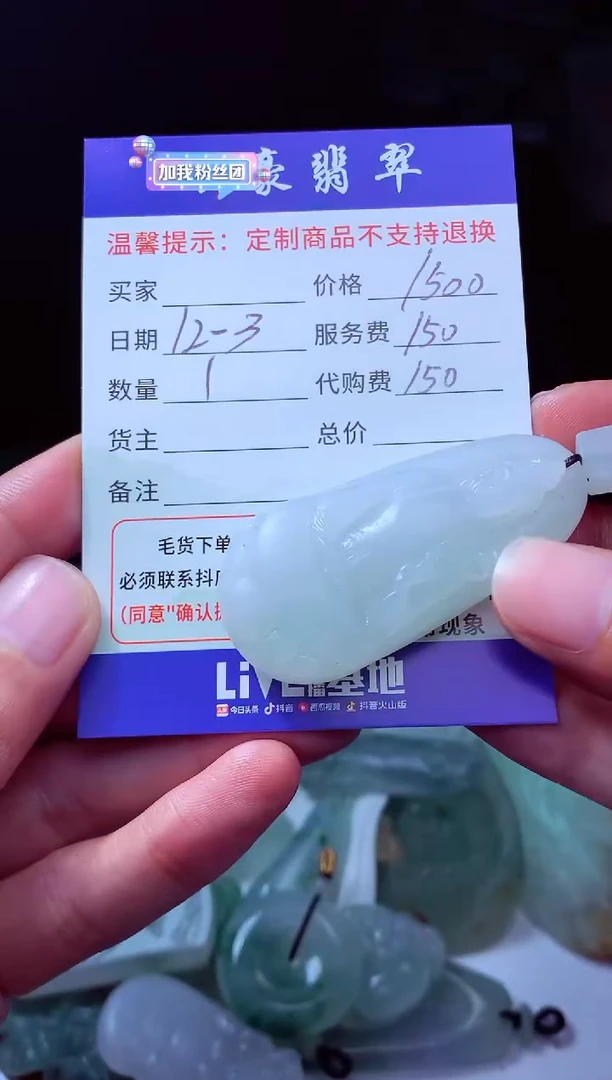 加我粉丝团
豪翡翠
温馨提示：定制商品不支持退换
买家 价格 1500
日期 12-3 服务费 150
数量 1 代购费 150
货主 总价
备注
毛货下单
必须联系抖
(同意"确认
现象
LiVE 基地
今日头条 抖音 西瓜视频 抖音火山版